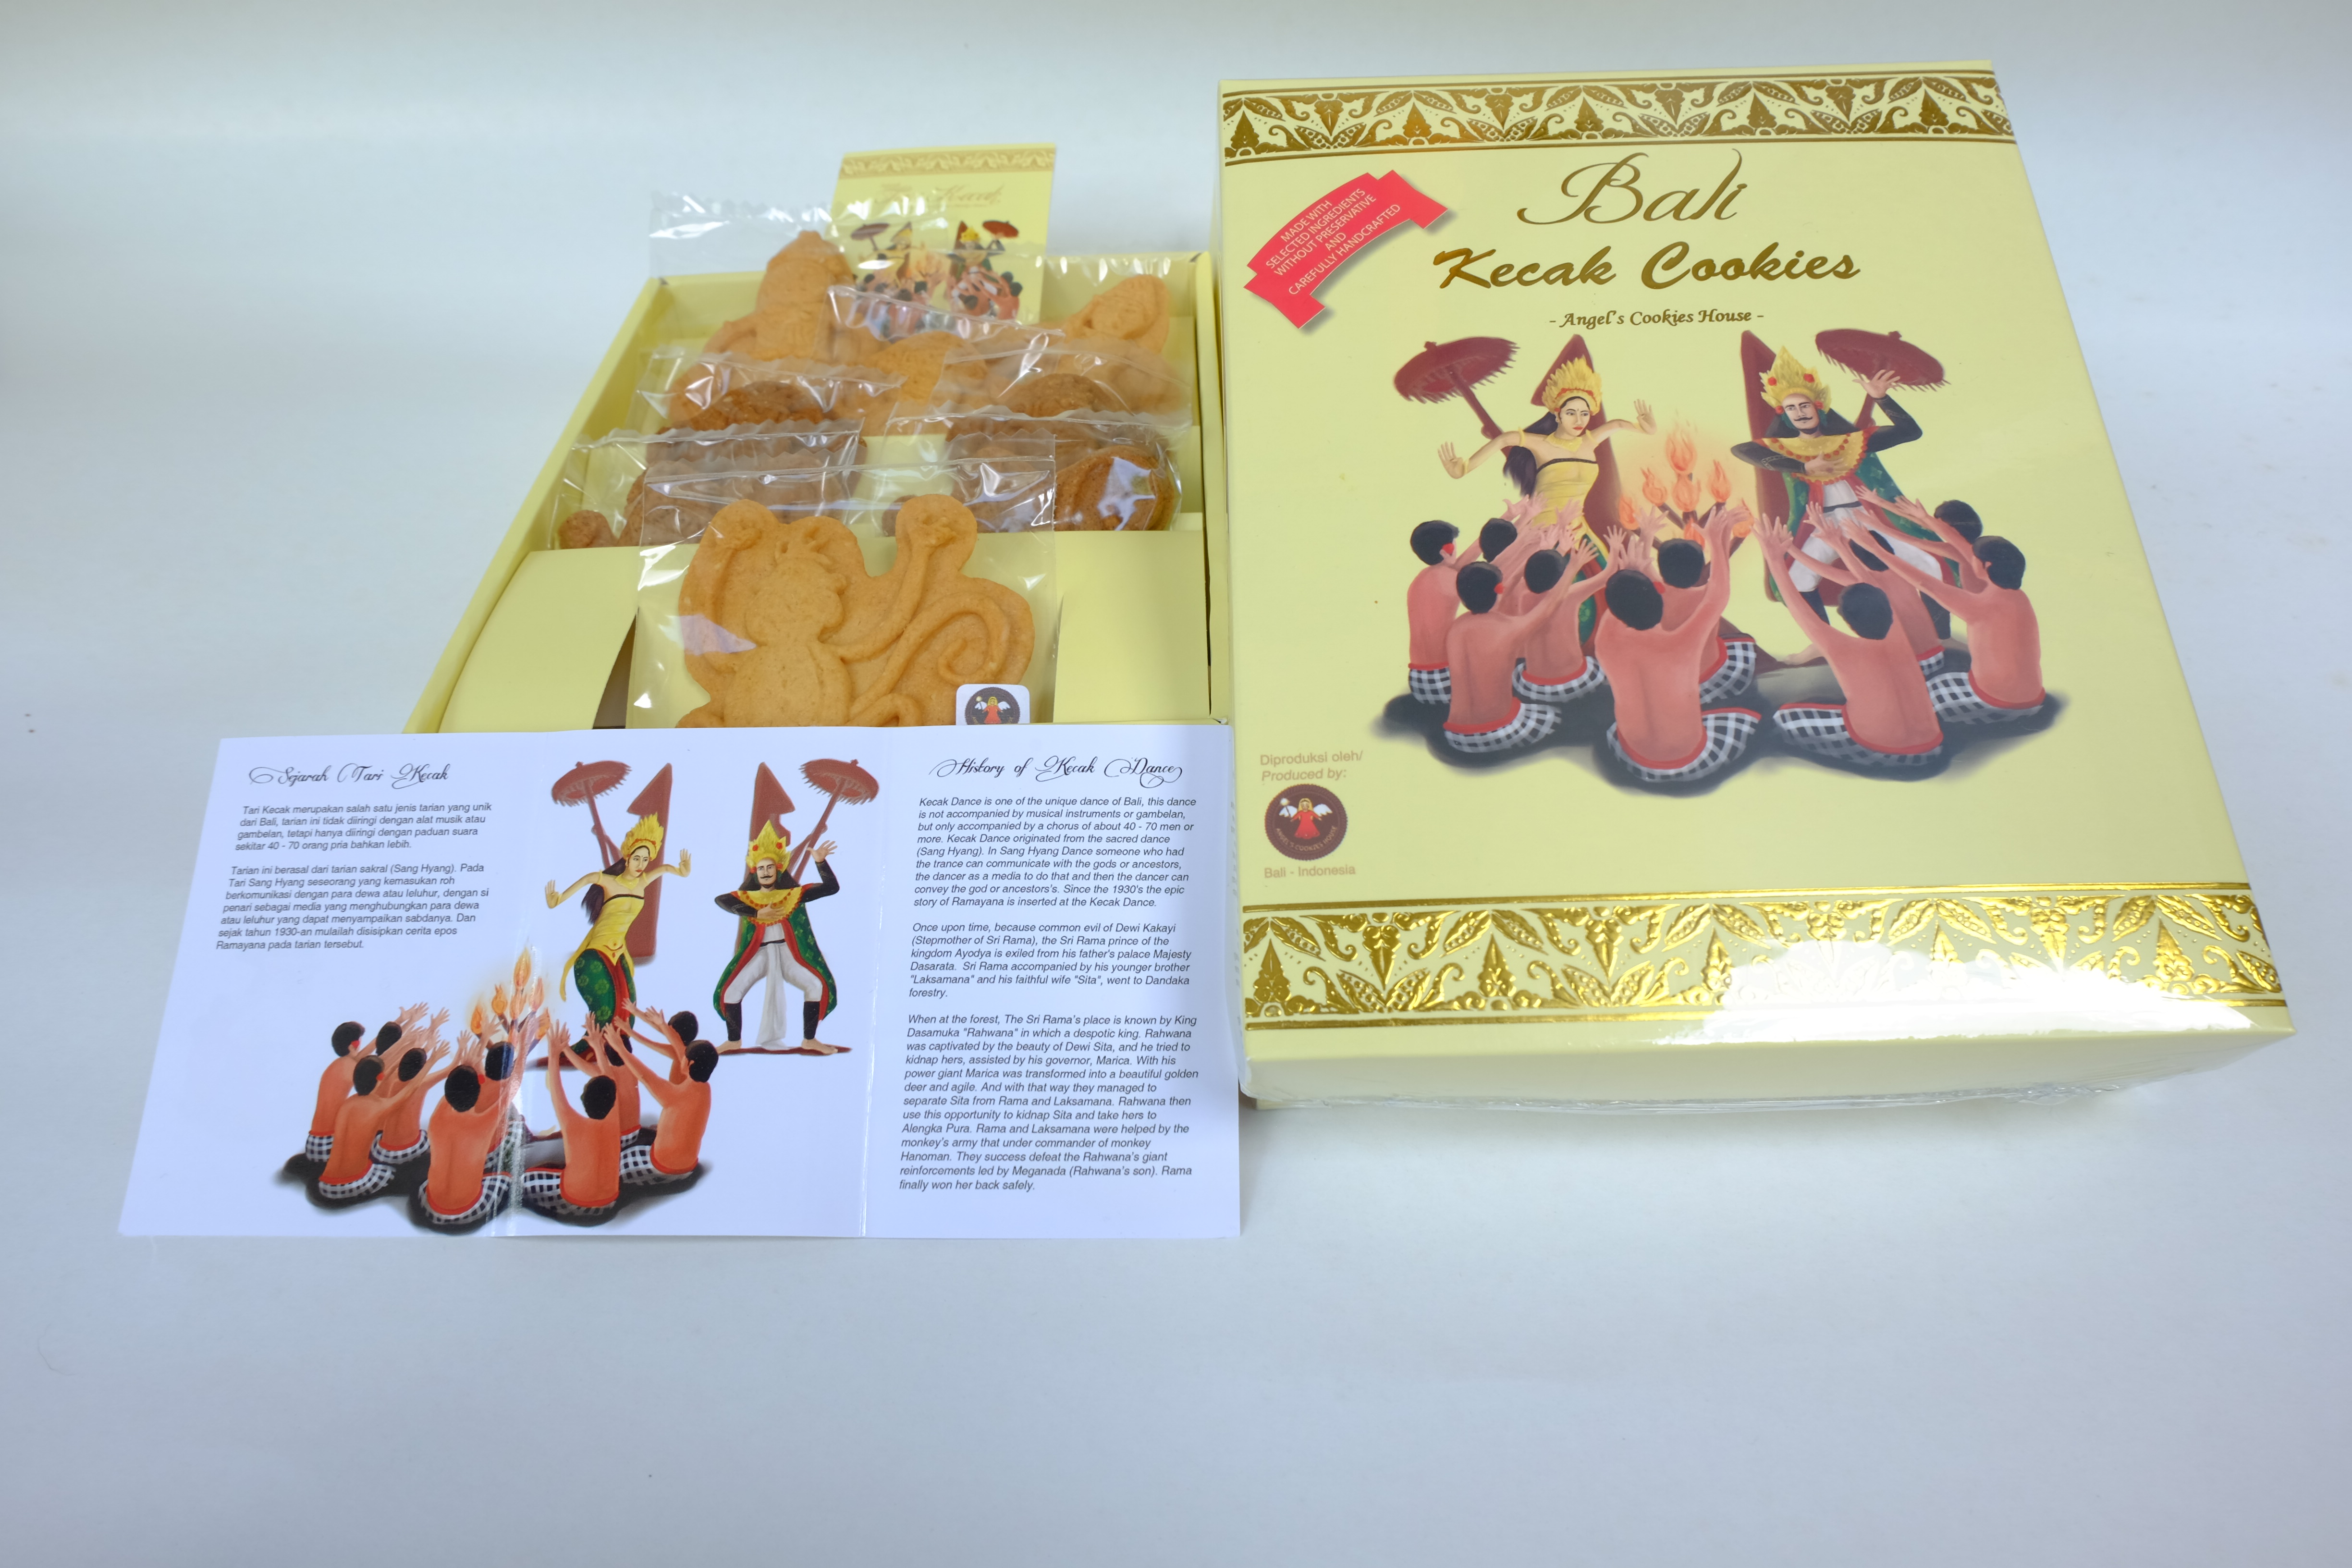 Bali
Kecak Cookies
- Angel's Cookies House -
MADE WITH
SELECTED INGREDIENTS
WITHOUT PRESERVATIVE
AND
CAREFULLY HANDCRAFTED
Diproduksi oleh/
Produced by:
ANGEL'S COOKIES HOUSE
Bali - Indonesia
Kecak
Sejarah Tari Kecak
Tari Kecak merupakan salah satu jenis tarian yang unik
dari Bali, tarian ini tidak diiringi dengan alat musik atau
gambelan, tetapi hanya diiringi dengan paduan suara
sekitar 40 - 70 orang pria bahkan lebih.
Tarian ini berasal dari tarian sakral (Sang Hyang). Pada
Tari Sang Hyang seseorang yang kemasukan roh
berkomunikasi dengan para dewa atau leluhur, dengan si
penari sebagai media yang menghubungkan para dewa
atau leluhur yang dapat menyampaikan sabdanya. Dan
sejak tahun 1930-an mulailah disisipkan cerita epos
Ramayana pada tarian tersebut.
History of Kecak Dance
Kecak Dance is one of the unique dance of Bali, this dance
is not accompanied by musical instruments or gambelan,
but only accompanied by a chorus of about 40 - 70 men or
more. Kecak Dance originated from the sacred dance
(Sang Hyang). In Sang Hyang Dance someone who had
the trance can communicate with the gods or ancestors,
the dancer as a media to do that and then the dancer can
convey the god or ancestors's. Since the 1930's the epic
story of Ramayana is inserted at the Kecak Dance.
Once upon time, because common evil of Dewi Kakayi
(Stepmother of Sri Rama), the Sri Rama prince of the
kingdom Ayodya is exiled from his father's palace Majesty
Dasarata. Sri Rama accompanied by his younger brother
"Laksamana" and his faithful wife "Sita", went to Dandaka
forestry.
When at the forest, The Sri Rama's place is known by King
Dasamuka "Rahwana" in which a despotic king. Rahwana
was captivated by the beauty of Dewi Sita, and he tried to
kidnap hers, assisted by his governor, Marica. With his
power giant Marica was transformed into a beautiful golden
deer and agile. And with that way they managed to
separate Sita from Rama and Laksamana. Rahwana then
use this opportunity to kidnap Sita and take hers to
Alengka Pura. Rama and Laksamana were helped by the
monkey's army that under commander of monkey
Hanoman. They success defeat the Rahwana's giant
reinforcements led by Meganada (Rahwana's son). Rama
finally won her back safely.